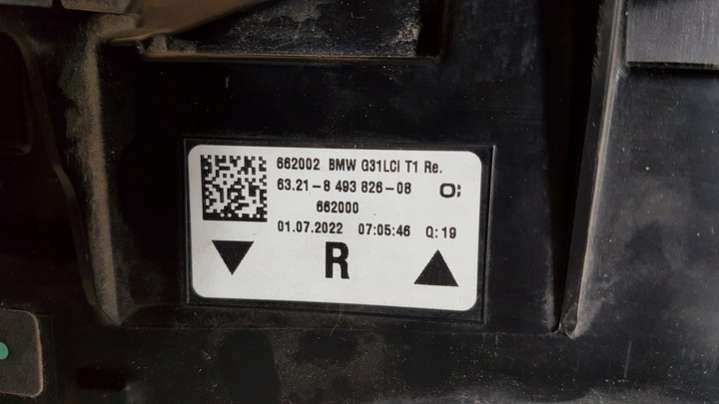 662002 BMW G31LCI T1 Re.
63.21-8 493 826-08
662000
01.07.2022 07:05:46 Q:19
R